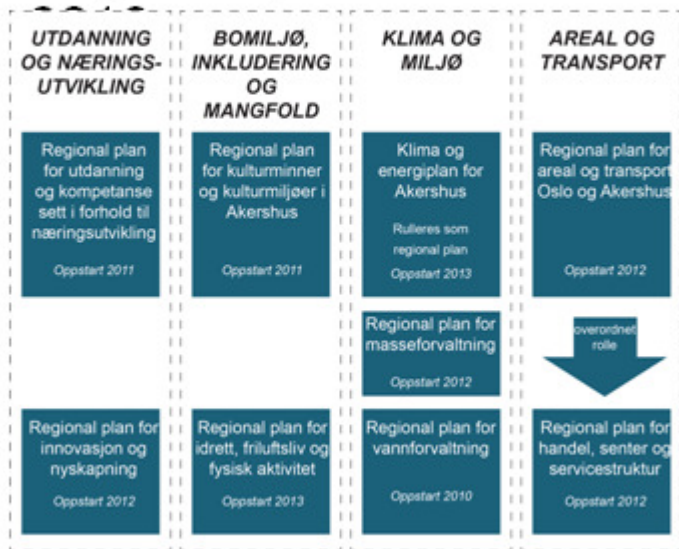 UTDANNING
OG NÆRINGS-
UTVIKLING
Regional plan
for utdanning
og kompetanse
sett i forhold til
næringsutvikling
Oppstart 2011
Regional plan for
innovasjon og
nyskapning
Oppstart 2012
BOMILJØ,
INKLUDERING
OG
MANGFOLD
Regional plan
for kulturminner
og kulturmiljøer i
Akershus
Oppstart 2011
Regional plan for
idrett, friluftsliv og
fysisk aktivitet
Oppstart 2013
KLIMA OG
MILJØ
Klima og
energiplan for
Akershus
Rulleres som
regional plan
Oppstart 2013
Regional plan for
masseforvaltning
Oppstart 2012
Regional plan for
vannforvaltning
Oppstart 2010
AREAL OG
TRANSPORT
Regional plan for
areal og transport
Oslo og Akershus
Oppstart 2012
overordnet
rolle
Regional plan for
handel, senter og
servicestruktur
Oppstart 2012